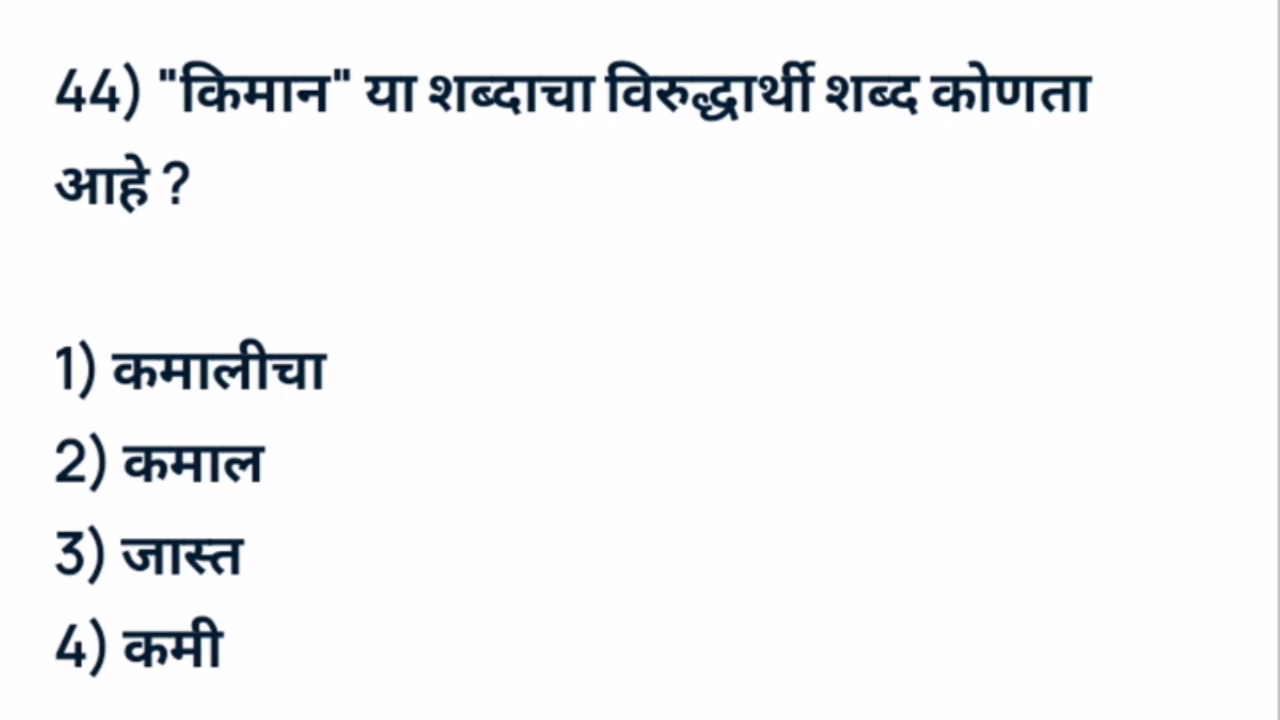 44) "किमान" या शब्दाचा विरुद्धार्थी शब्द कोणता
आहे ?
1) कमालीचा
2) कमाल
3) जास्त
4) कमी